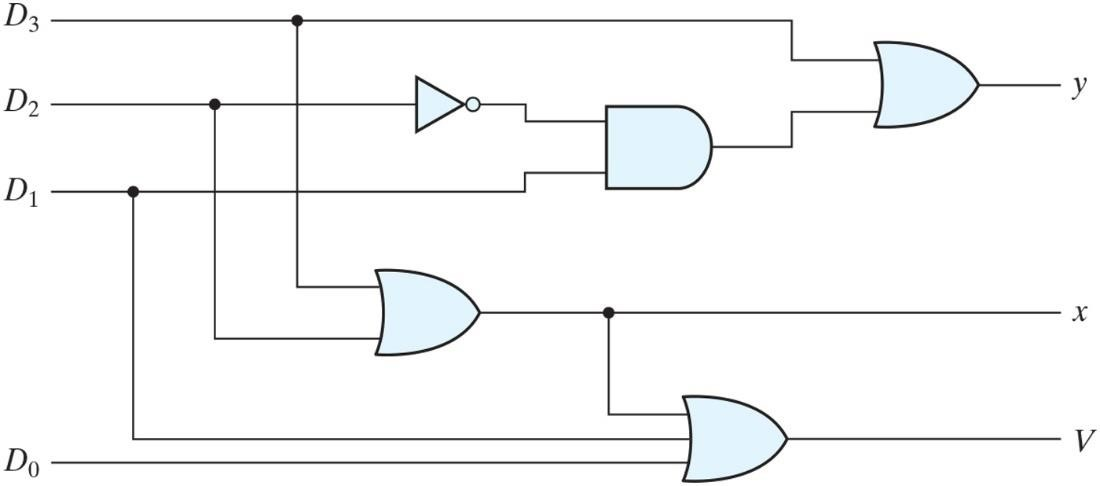 D₃
D₂
y
D₁
x
V
D₀